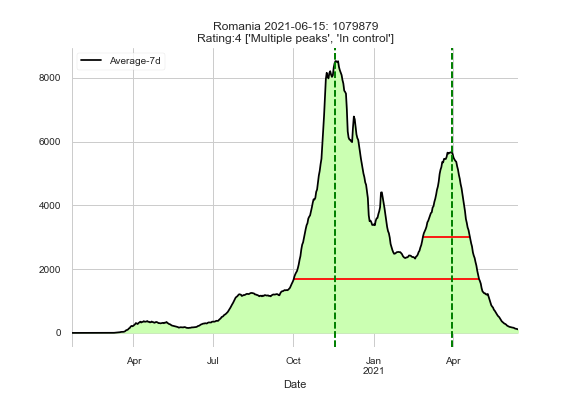 Romania 2021-06-15: 1079879
Rating:4 ['Multiple peaks', 'In control']
Average-7d
8000
6000
4000
2000
0
Apr Jul Oct Jan Apr
2021
Date